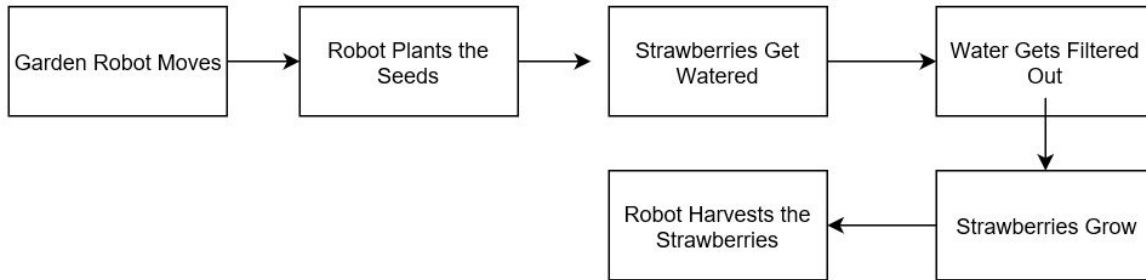 Garden Robot Moves
Robot Plants the
Seeds
Strawberries Get
Watered
Water Gets Filtered
Out
Strawberries Grow
Robot Harvests the
Strawberries